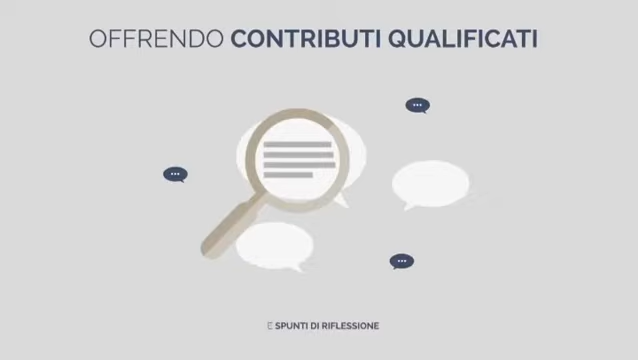 OFFRENDO CONTRIBUTI QUALIFICATI
E SPUNTI DI RIFLESSIONE